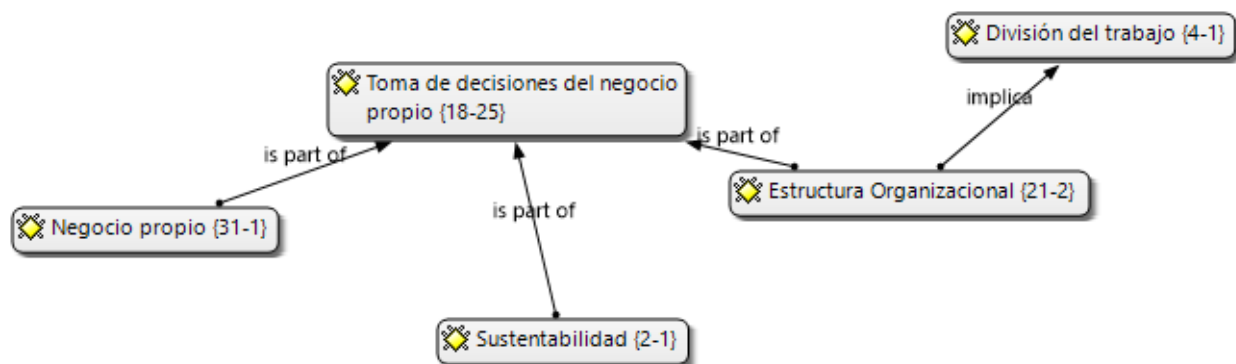 División del trabajo {4-1}
Toma de decisiones del negocio
propio {18-25}
implica
is part of
is part of
Estructura Organizacional {21-2}
is part of
Negocio propio {31-1}
Sustentabilidad {2-1}